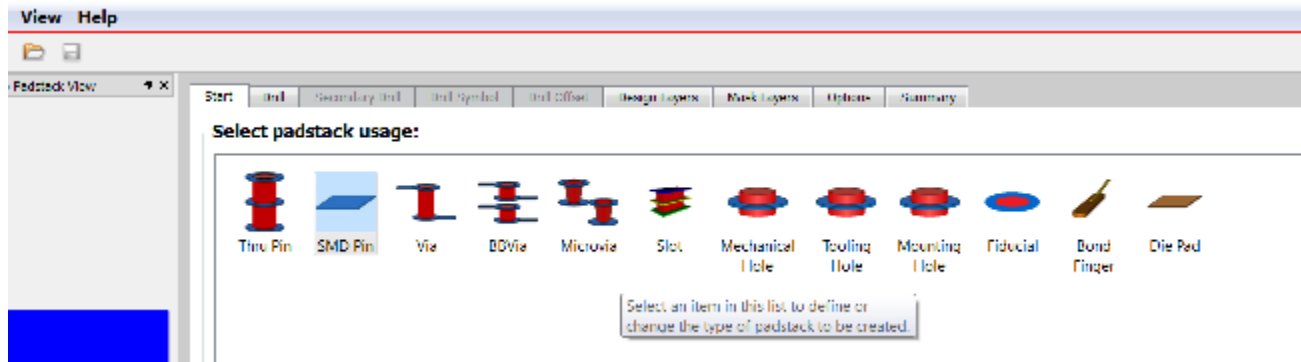 View Help
Padstack View
Start Drill Secondary Drill Drill Symbol Drill Offset Design Layers Mask Layers Options Summary
Select padstack usage:
Thru Pin SMD Pin Via BBVia Microvia Slot Mechanical Hole Tooling Hole Mounting Hole Fiducial Bond Finger Die Pad
Select an item in this list to define or
change the type of padstack to be created.